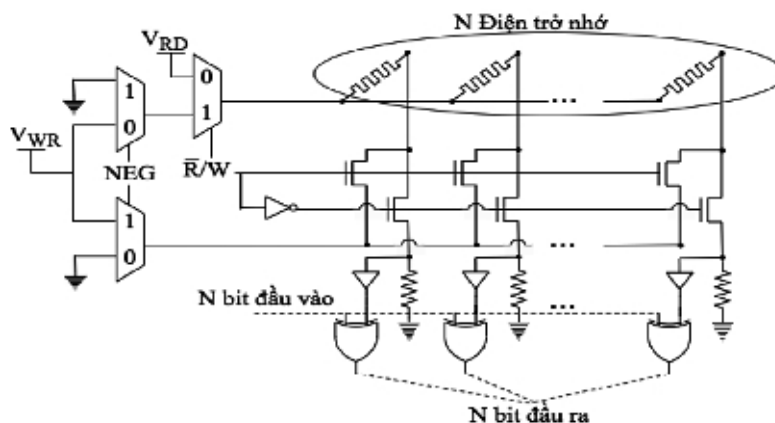 N Điện trở nhớ
V_RD
0
1
1
0
V_WR
R̅/W
NEG
1
0
...
...
N bit đầu vào
...
N bit đầu ra